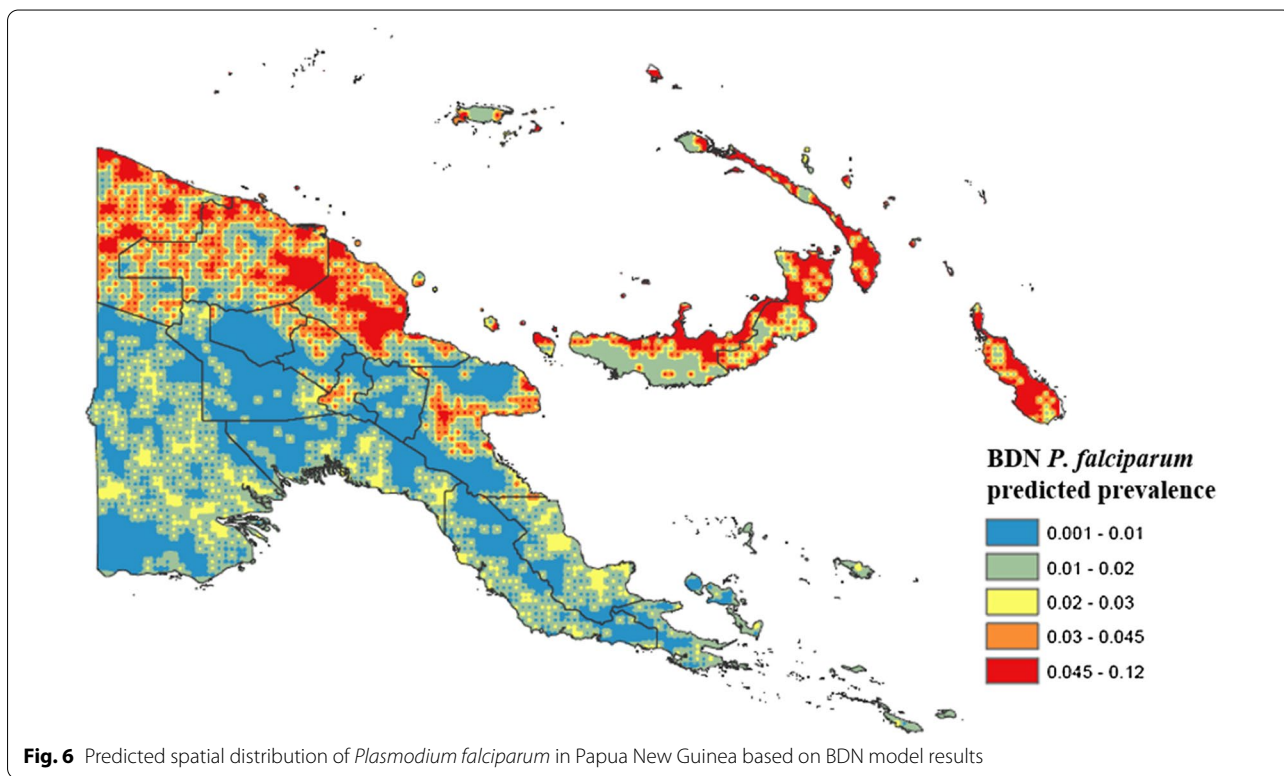 BDN P. falciparum
predicted prevalence
0.001 - 0.01
0.01 - 0.02
0.02 - 0.03
0.03 - 0.045
0.045 - 0.12
Fig. 6 Predicted spatial distribution of Plasmodium falciparum in Papua New Guinea based on BDN model results